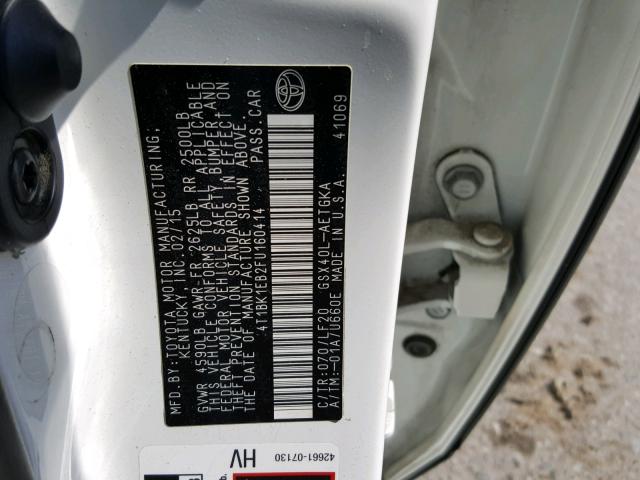 MFD. BY: TOYOTA MOTOR MANUFACTURING,
KENTUCKY, INC. 02/15
GVWR 4590LB GAWR-FR 2625LB RR 2500LB
THIS VEHICLE CONFORMS TO ALL APPLICABLE
FEDERAL MOTOR VEHICLE SAFETY, BUMPER, AND
THEFT PREVENTION STANDARDS IN EFFECT ON
THE DATE OF MANUFACTURE SHOWN ABOVE.
4T1BK1EB2FU160414 PASS. CAR
C/TR: 070/LF20 GSX40L-AETGKA
A/TM: -01A/U660E MADE IN U.S.A. 41069
42661-07130
HV